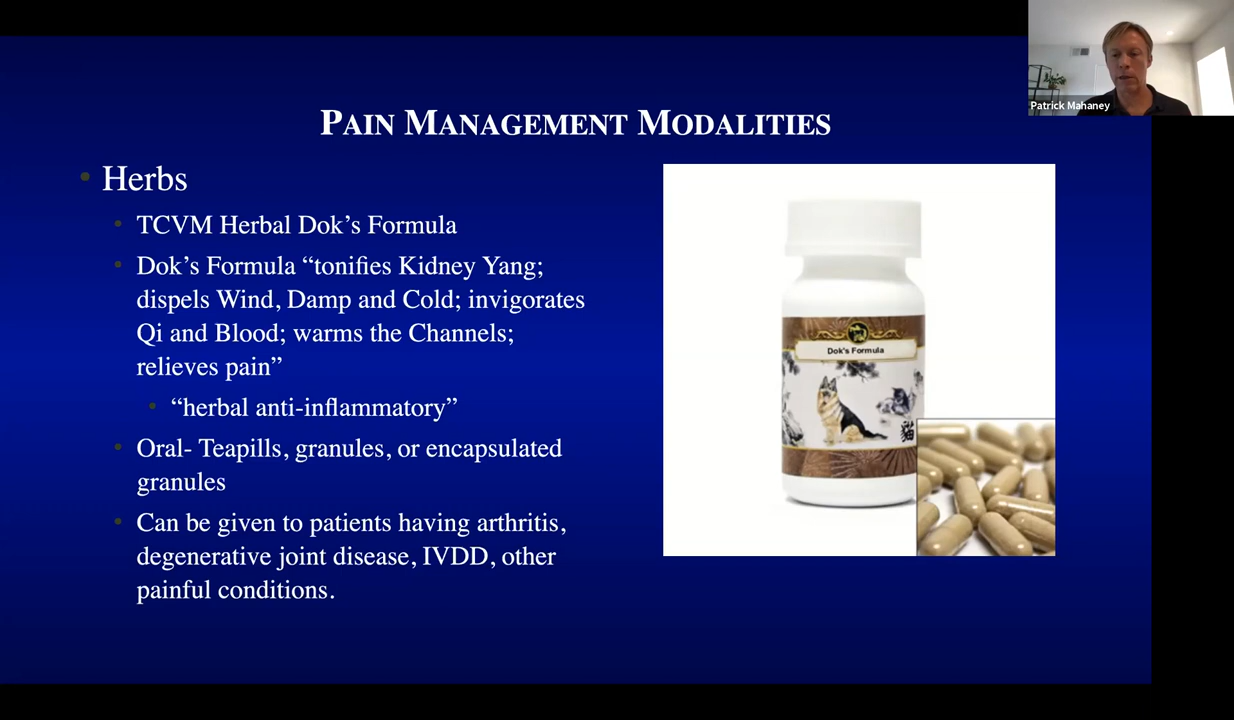 Patrick Mahaney
PAIN MANAGEMENT MODALITIES
Herbs
TCVM Herbal Dok’s Formula
Dok’s Formula “tonifies Kidney Yang;
dispels Wind, Damp and Cold; invigorates
Qi and Blood; warms the Channels;
relieves pain”
“herbal anti-inflammatory”
Oral- Teapills, granules, or encapsulated
granules
Can be given to patients having arthritis,
degenerative joint disease, IVDD, other
painful conditions.
Dok's Formula
貓